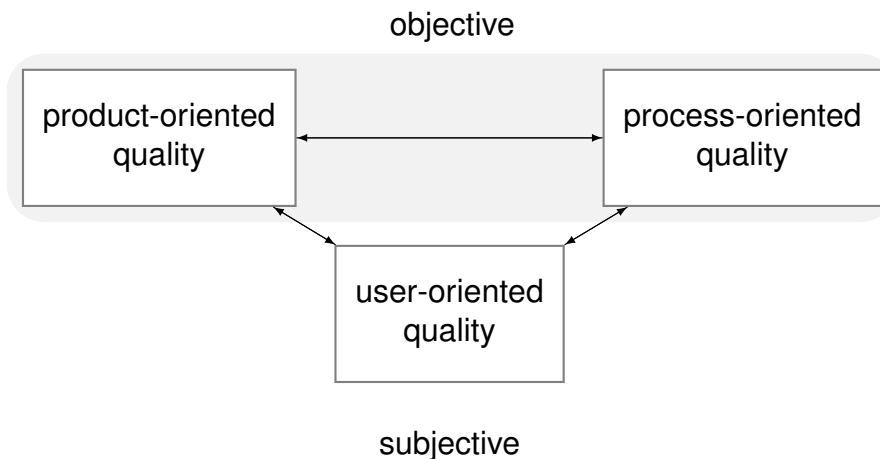 objective
product-oriented
quality
process-oriented
quality
user-oriented
quality
subjective